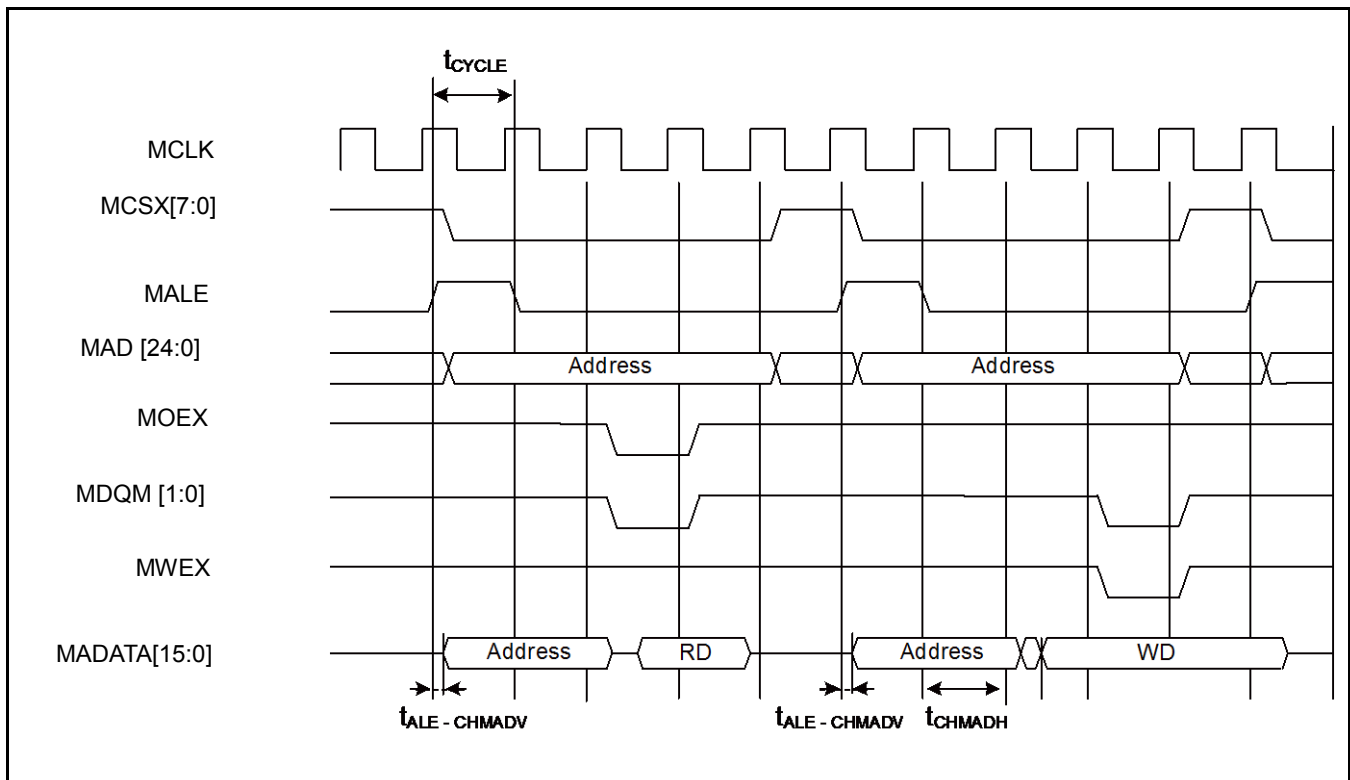 tCYCLE
MCLK
MCSX[7:0]
MALE
MAD [24:0]
Address Address
MOEX
MDQM [1:0]
MWEX
MADATA[15:0]
Address RD Address WD
tALE - CHMADV tALE - CHMADV tCHMADH